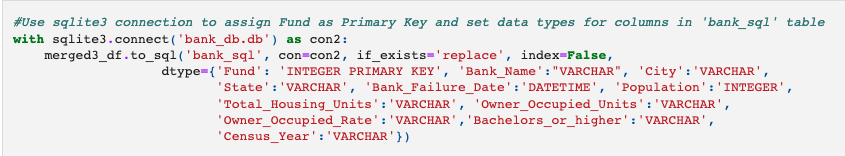 #Use sqlite3 connection to assign Fund as Primary Key and set data types for columns in 'bank_sql' table
with sqlite3.connect('bank_db.db') as con2:
    merged3_df.to_sql('bank_sql', con=con2, if_exists='replace', index=False,
                      dtype={'Fund': 'INTEGER PRIMARY KEY', 'Bank_Name':"VARCHAR", 'City':'VARCHAR',
                             'State':'VARCHAR', 'Bank_Failure_Date':'DATETIME', 'Population':'INTEGER',
                             'Total_Housing_Units':'VARCHAR', 'Owner_Occupied_Units':'VARCHAR',
                             'Owner_Occupied_Rate':'VARCHAR','Bachelors_or_higher':'VARCHAR',
                             'Census_Year':'VARCHAR'})